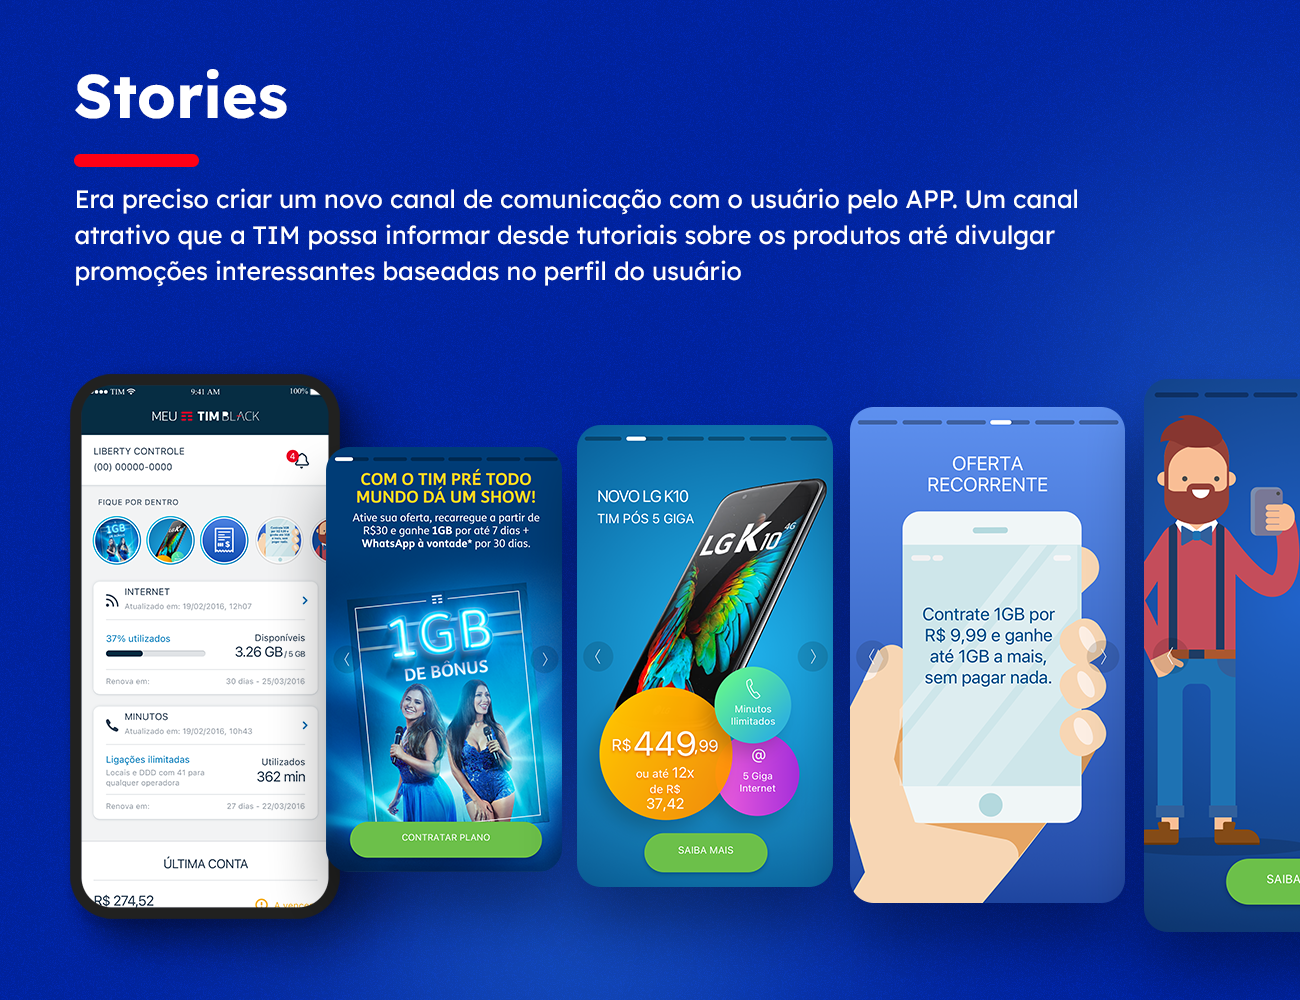 Stories
Era preciso criar um novo canal de comunicação com o usuário pelo APP. Um canal
atrativo que a TIM possa informar desde tutoriais sobre os produtos até divulgar
promoções interessantes baseadas no perfil do usuário
TIM 9:41 AM 100%
MEU TIM BLACK
LIBERTY CONTROLE
(00) 00000-0000
4
FIQUE POR DENTRO
1GB
INTERNET
Atualizado em: 19/02/2016, 12h07
37% utilizados
Disponíveis
3.26 GB / 5 GB
Renova em: 30 dias - 25/03/2016
MINUTOS
Atualizado em: 19/02/2016, 10h43
Ligações ilimitadas
Locais e DDD com 41 para
qualquer operadora
Utilizados
362 min
Renova em: 27 dias - 22/03/2016
ÚLTIMA CONTA
R$ 274,52
A vence
COM O TIM PRÉ TODO
MUNDO DÁ UM SHOW!
Ative sua oferta, recarregue a partir de
R$30 e ganhe 1GB por até 7 dias +
WhatsApp à vontade* por 30 dias.
1GB
DE BÔNUS
CONTRATAR PLANO
NOVO LG K10
TIM PÓS 5 GIGA
LG K10 4G
Minutos
Ilimitados
R$ 449,99
ou até 12x
de R$
37,42
@
5 Giga
Internet
SAIBA MAIS
OFERTA
RECORRENTE
Contrate 1GB por
R$ 9,99 e ganhe
até 1GB a mais,
sem pagar nada.
SAIBA